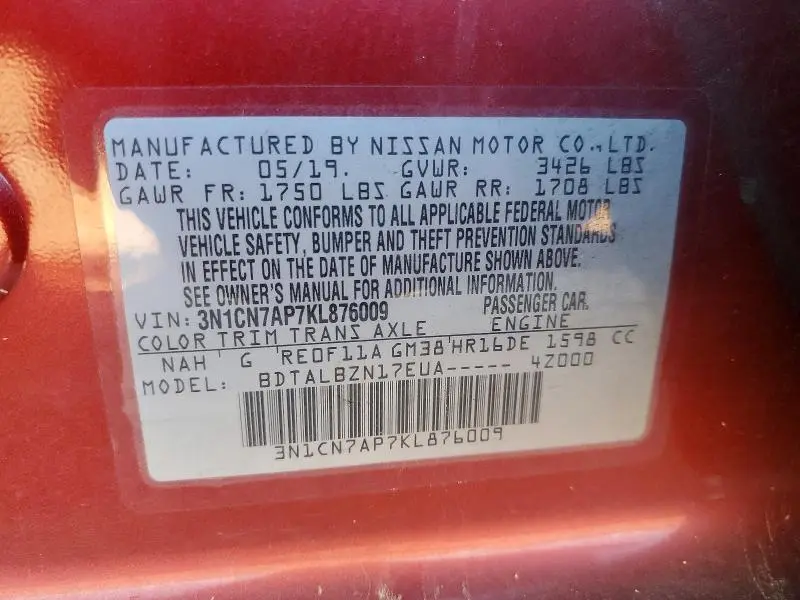 MANUFACTURED BY NISSAN MOTOR CO., LTD.
DATE: 05/19. GVWR: 3426 LBS
GAWR FR: 1750 LBS GAWR RR: 1708 LBS
THIS VEHICLE CONFORMS TO ALL APPLICABLE FEDERAL MOTOR
VEHICLE SAFETY, BUMPER AND THEFT PREVENTION STANDARDS
IN EFFECT ON THE DATE OF MANUFACTURE SHOWN ABOVE.
SEE OWNER'S MANUAL FOR ADDITIONAL INFORMATION.
VIN: 3N1CN7AP7KL876009 PASSENGER CAR.
COLOR TRIM TRANS AXLE ENGINE
NAH G RE0F11A GM38 HR16DE 1598 CC
MODEL: BDTALBZN17EUA----- 4Z000
3N1CN7AP7KL876009